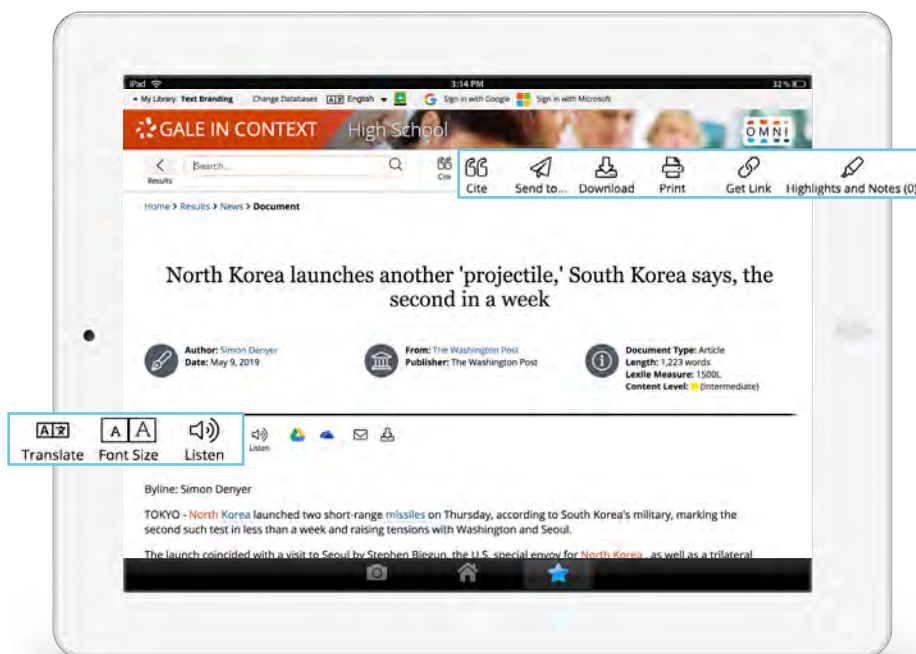 iPad 3:14 PM 32%
My Library: Text Branding Change Databases English Sign in with Google Sign in with Microsoft
GALE IN CONTEXT High School OMNI
Results Search... Cite
Cite Send to... Download Print Get Link Highlights and Notes (0)
Home > Results > News > Document
North Korea launches another 'projectile,' South Korea says, the
second in a week
Author: Simon Denyer
Date: May 9, 2019
From: The Washington Post
Publisher: The Washington Post
Document Type: Article
Length: 1,223 words
Lexile Measure: 1500L
Content Level: (Intermediate)
A文 A A
Translate Font Size Listen
Listen
Byline: Simon Denyer
TOKYO - North Korea launched two short-range missiles on Thursday, according to South Korea's military, marking the
second such test in less than a week and raising tensions with Washington and Seoul.
The launch coincided with a visit to Seoul by Stephen Biegun, the U.S. special envoy for North Korea , as well as a trilateral